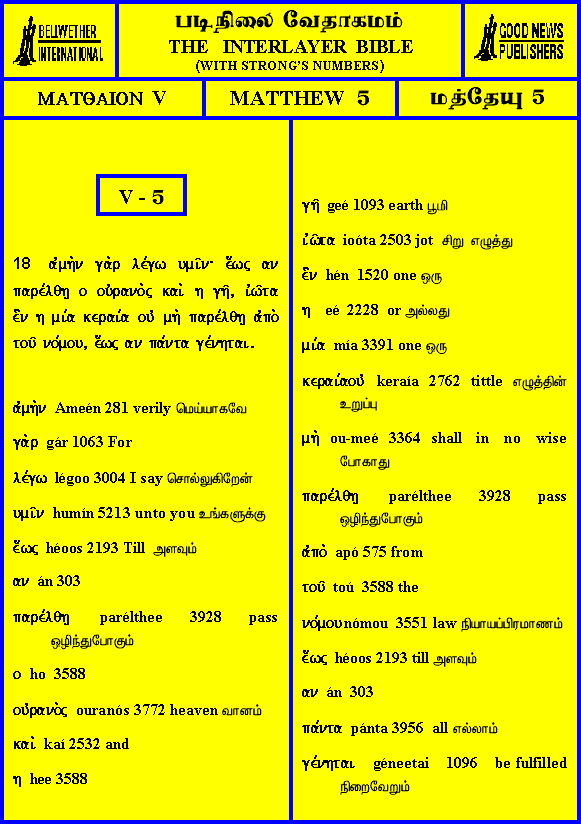 BELLWETHER
INTERNATIONAL
படிநிலை வேதாகமம்
THE INTERLAYER BIBLE
(WITH STRONG'S NUMBERS)
GOOD NEWS
PUBLISHERS
ΜΑΤΘΑΙΟΝ V
MATTHEW 5
மத்தேயு 5
V - 5
18 ἀμὴν γὰρ λέγω υμῖν· ἕως αν
παρέλθῃ ο οὐρανὸς καὶ η γῆ, ἰῶτα
ἓν η μία κεραία οὐ μὴ παρέλθῃ ἀπὸ
τοῦ νόμου, ἕως αν πάντα γένηται.
ἀμὴν Ameén 281 verily மெய்யாகவே
γὰρ gár 1063 For
λέγω légoo 3004 I say சொல்லுகிறேன்
υμῖν humín 5213 unto you உங்களுக்கு
ἕως héoos 2193 Till அளவும்
αν án 303
παρέλθῃ parélthee 3928 pass
ஒழிந்துபோகும்
ο ho 3588
οὐρανὸς ouranós 3772 heaven வானம்
καὶ kaí 2532 and
η hee 3588
γῆ geé 1093 earth பூமி
ἰῶτα ioóta 2503 jot சிறு எழுத்து
ἓν hén 1520 one ஒரு
η eé 2228 or அல்லது
μία mía 3391 one ஒரு
κεραίαοὐ keraía 2762 tittle எழுத்தின்
உறுப்பு
μὴ ou-meé 3364 shall in no wise
போகாது
παρέλθῃ parélthee 3928 pass
ஒழிந்துபோகும்
ἀπὸ apó 575 from
τοῦ toú 3588 the
νόμου nómou 3551 law நியாயப்பிரமாணம்
ἕως héoos 2193 till அளவும்
αν án 303
πάντα pánta 3956 all எல்லாம்
γένηται géneetai 1096 be fulfilled
நிறைவேறும்